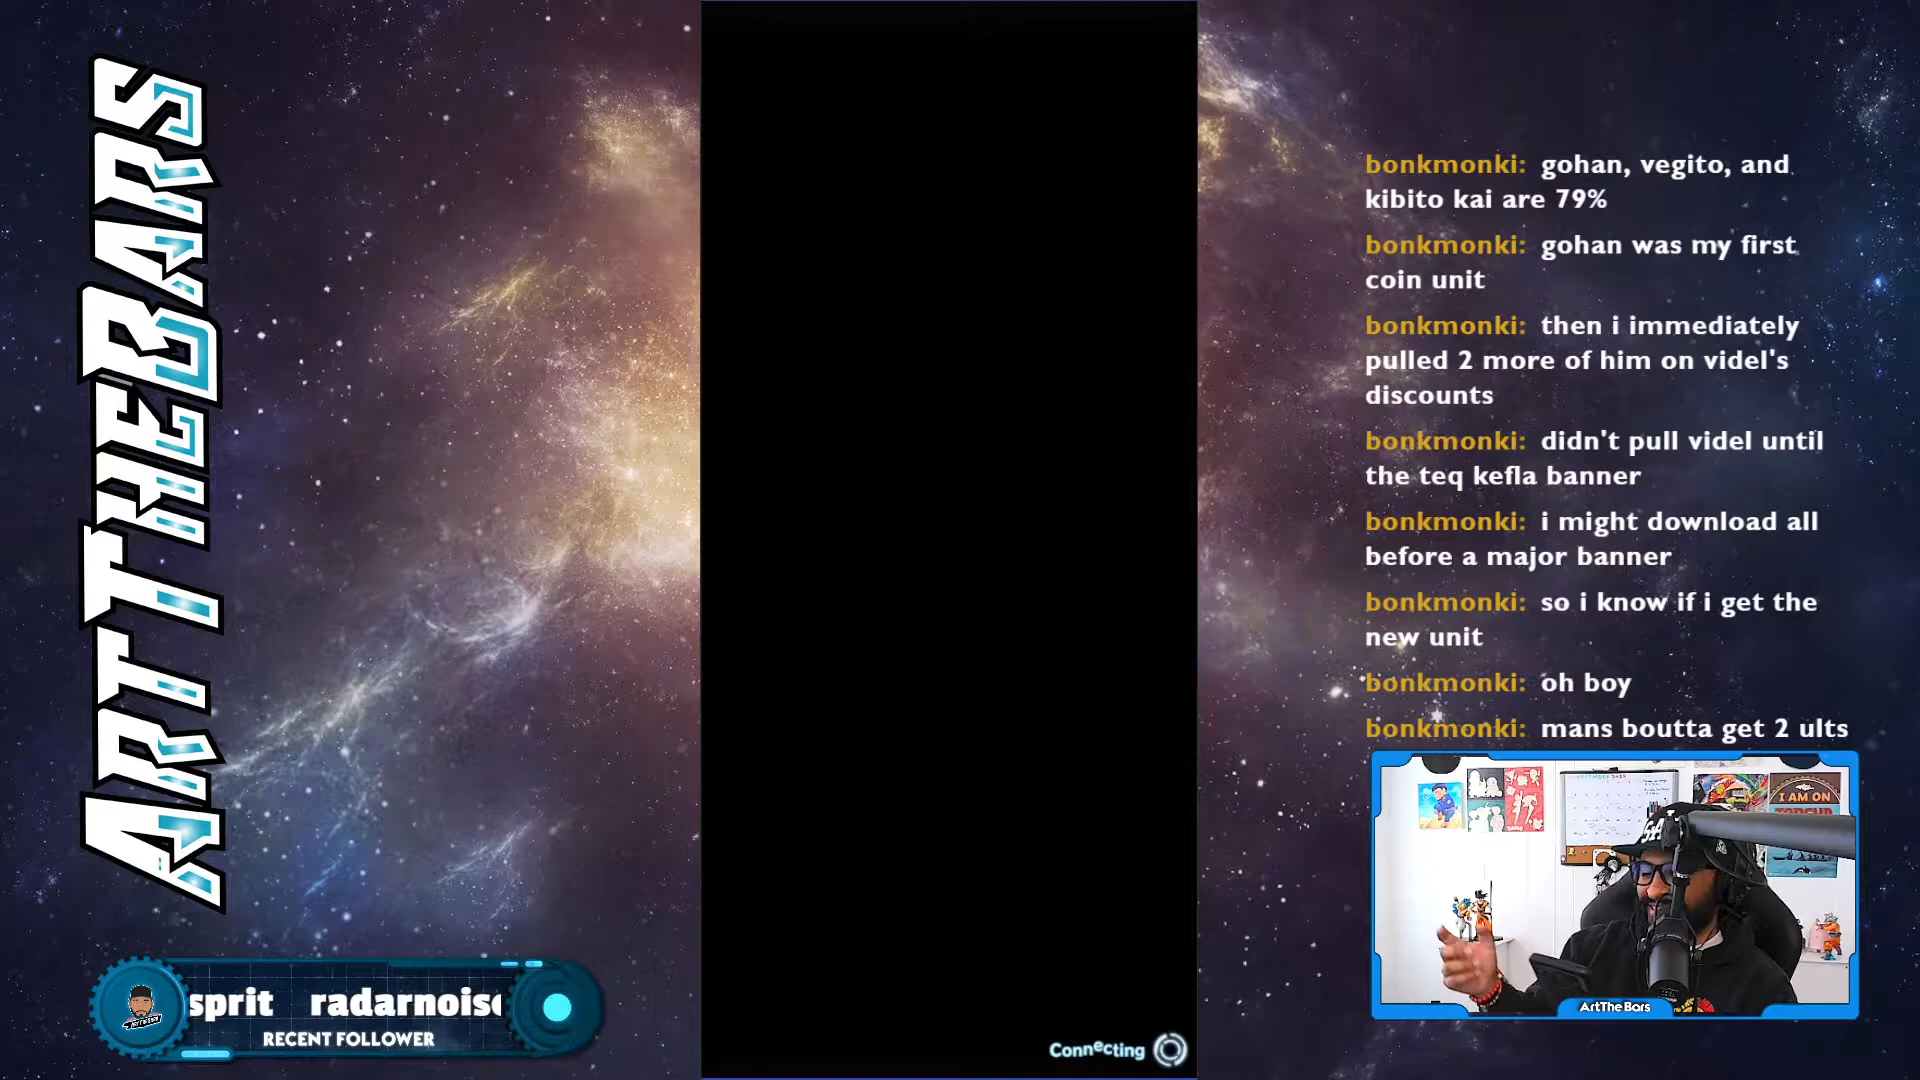 ARTTHEBARS
bonkmonki: gohan, vegito, and
kibito kai are 79%
bonkmonki: gohan was my first
coin unit
bonkmonki: then i immediately
pulled 2 more of him on videl's
discounts
bonkmonki: didn't pull videl until
the teq kefla banner
bonkmonki: i might download all
before a major banner
bonkmonki: so i know if i get the
new unit
bonkmonki: oh boy
bonkmonki: mans boutta get 2 ults
I AM ON
ArtTheBars
sprit radarnoise
RECENT FOLLOWER
Connecting